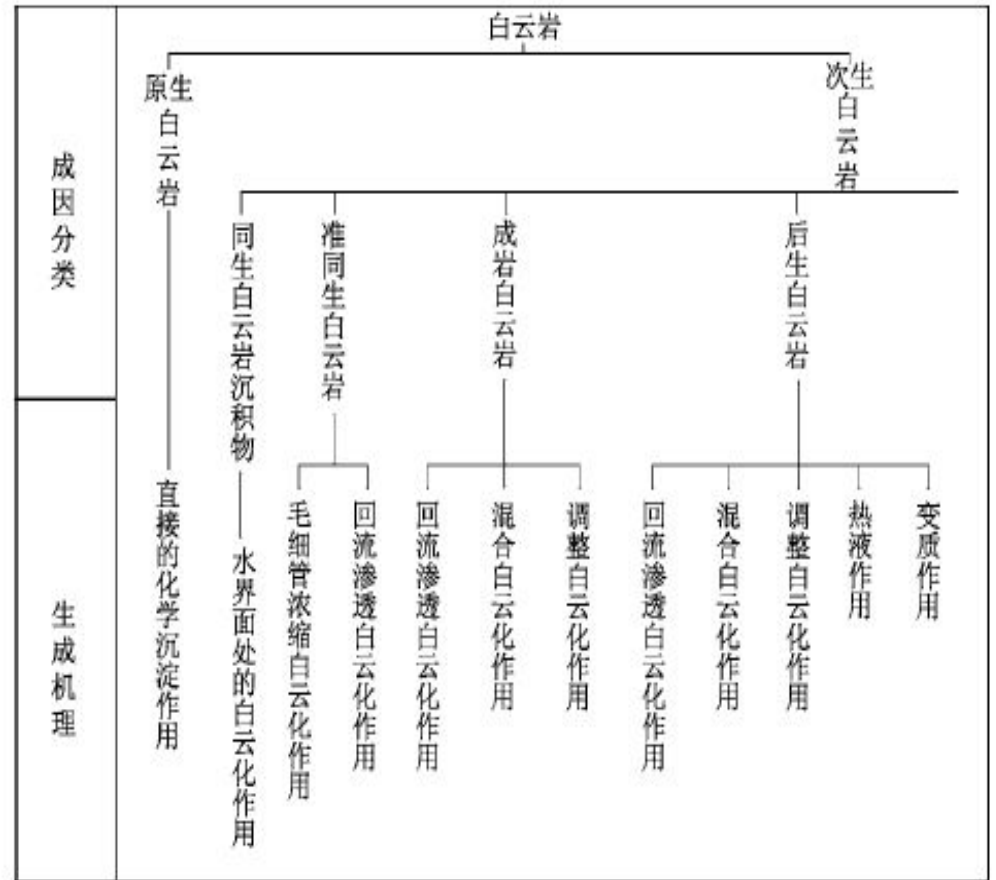 白云岩
原生白云岩
次生白云岩
成因分类
同生白云岩沉积物
准同生白云岩
成岩白云岩
后生白云岩
生成机理
直接的化学沉淀作用
水界面处的白云化作用
毛细管浓缩白云化作用
回流渗透白云化作用
回流渗透白云化作用
混合白云化作用
调整白云化作用
回流渗透白云化作用
混合白云化作用
调整白云化作用
热液作用
变质作用